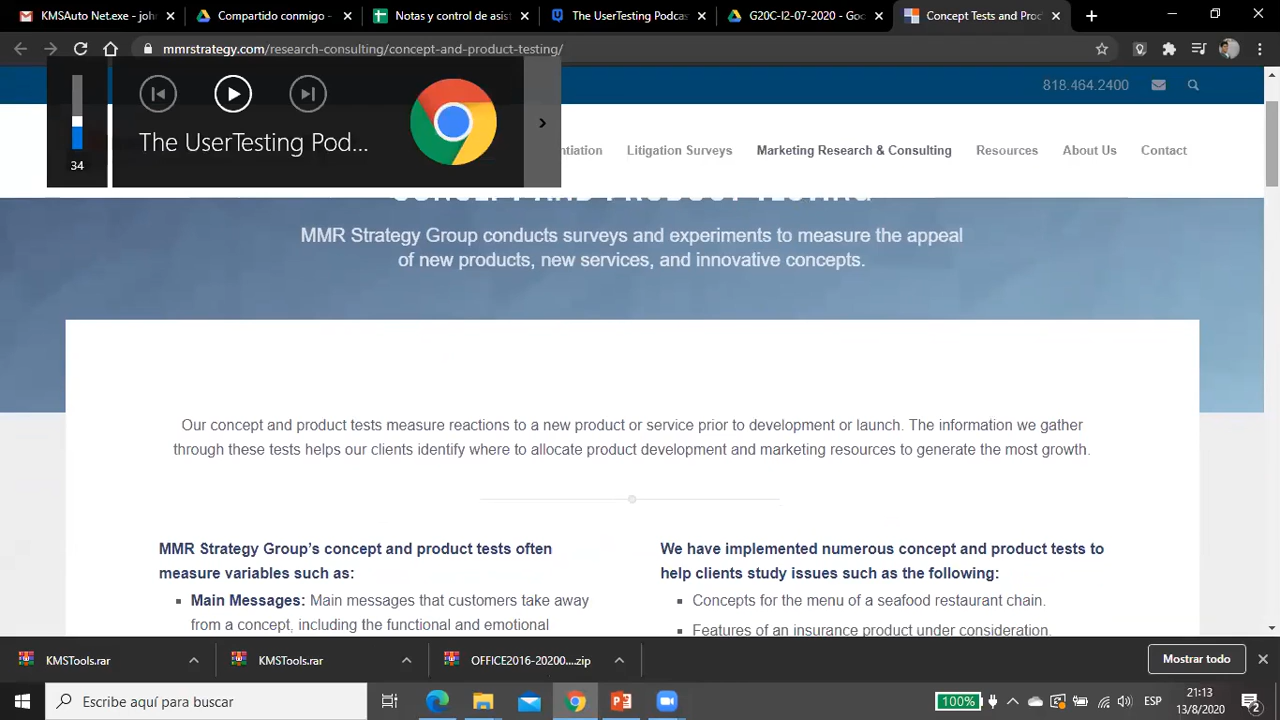 KMSAuto Net.exe - joh
Compartido conmigo -
Notas y control de asist
The UserTesting Podcas
G20C-I2-07-2020 - Goo
Concept Tests and Prod
mmrstrategy.com/research-consulting/concept-and-product-testing/
818.464.2400
The UserTesting Pod...
34
ntiation
Litigation Surveys
Marketing Research & Consulting
Resources
About Us
Contact
CONCEPT AND PRODUCT TESTING
MMR Strategy Group conducts surveys and experiments to measure the appeal
of new products, new services, and innovative concepts.
Our concept and product tests measure reactions to a new product or service prior to development or launch. The information we gather
through these tests helps our clients identify where to allocate product development and marketing resources to generate the most growth.
MMR Strategy Group's concept and product tests often
measure variables such as:
Main Messages: Main messages that customers take away
from a concept, including the functional and emotional
We have implemented numerous concept and product tests to
help clients study issues such as the following:
Concepts for the menu of a seafood restaurant chain.
Features of an insurance product under consideration.
KMSTools.rar
KMSTools.rar
OFFICE2016-20200....zip
Mostrar todo
Escribe aquí para buscar
100%
ESP
21:13
13/8/2020
2